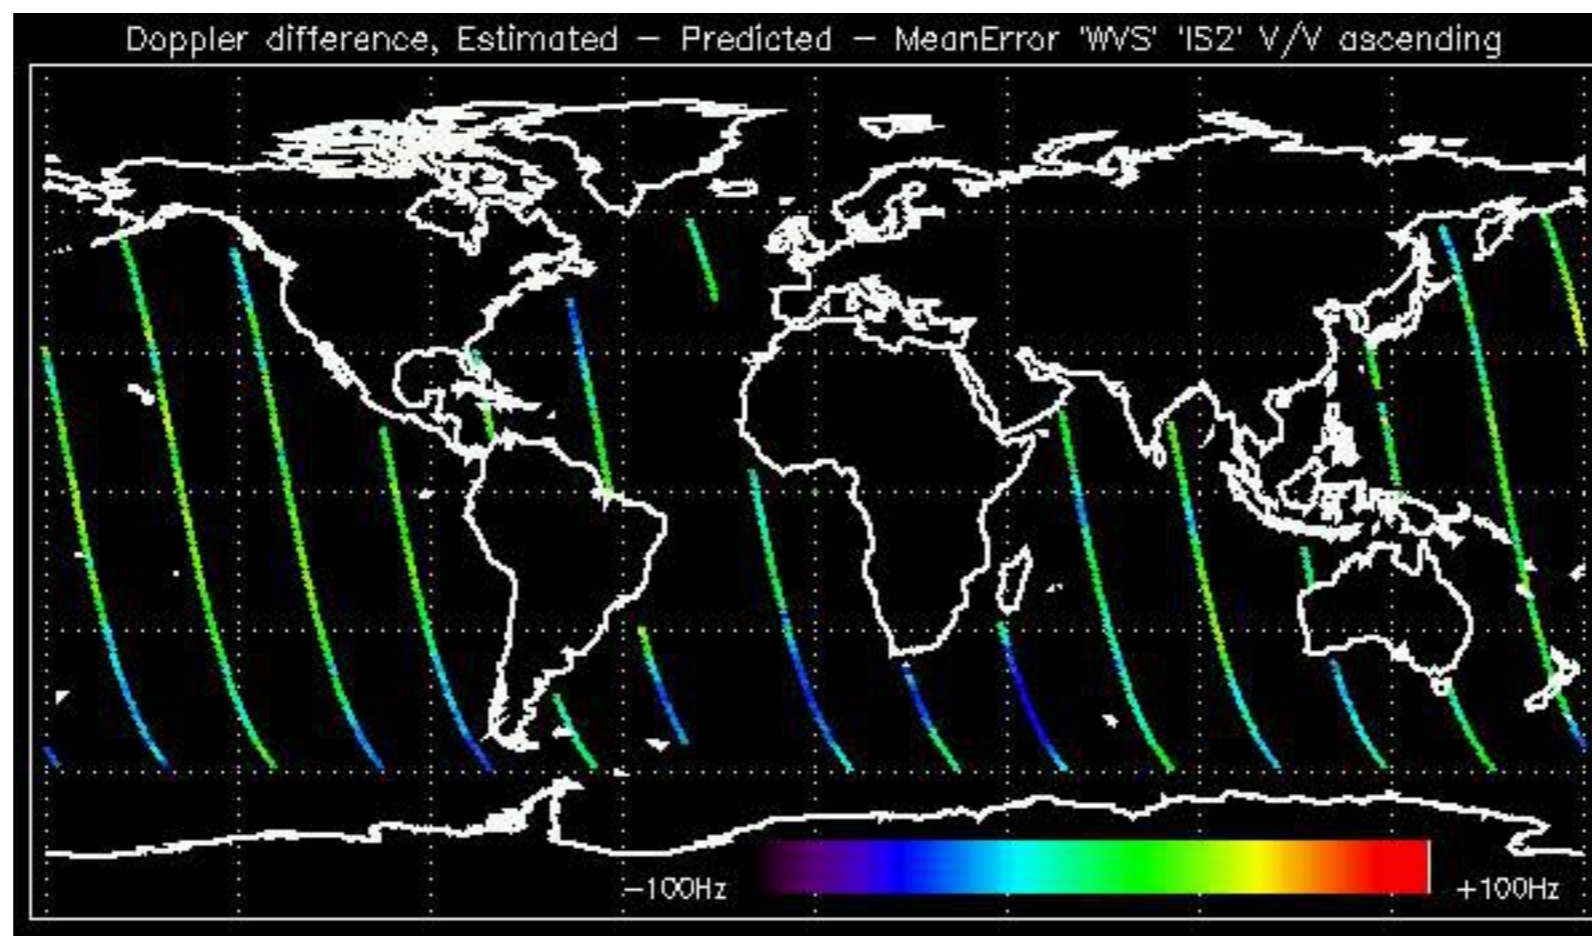 Doppler difference, Estimated – Predicted – MeanError 'WVS' 'IS2' V/V ascending
–100Hz
+100Hz